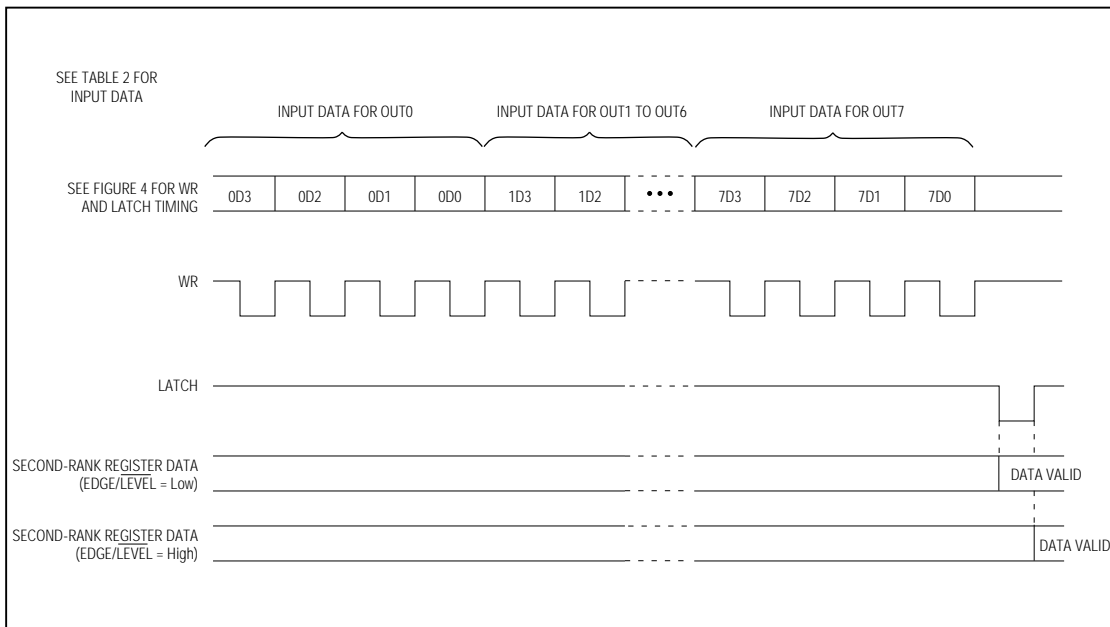 SEE TABLE 2 FOR
INPUT DATA
INPUT DATA FOR OUT0
INPUT DATA FOR OUT1 TO OUT6
INPUT DATA FOR OUT7
SEE FIGURE 4 FOR WR
AND LATCH TIMING
0D3 0D2 0D1 0D0 1D3 1D2 ••• 7D3 7D2 7D1 7D0
WR
LATCH
SECOND-RANK REGISTER DATA
(EDGE/L̅E̅V̅E̅L̅ = Low)
DATA VALID
SECOND-RANK REGISTER DATA
(EDGE/L̅E̅V̅E̅L̅ = High)
DATA VALID